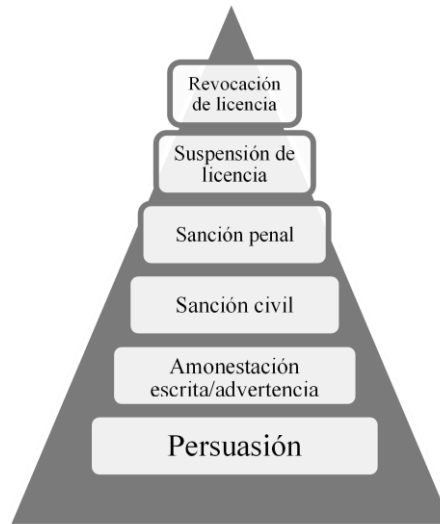 Revocación
de licencia
Suspensión de
licencia
Sanción penal
Sanción civil
Amonestación
escrita/advertencia
Persuasión